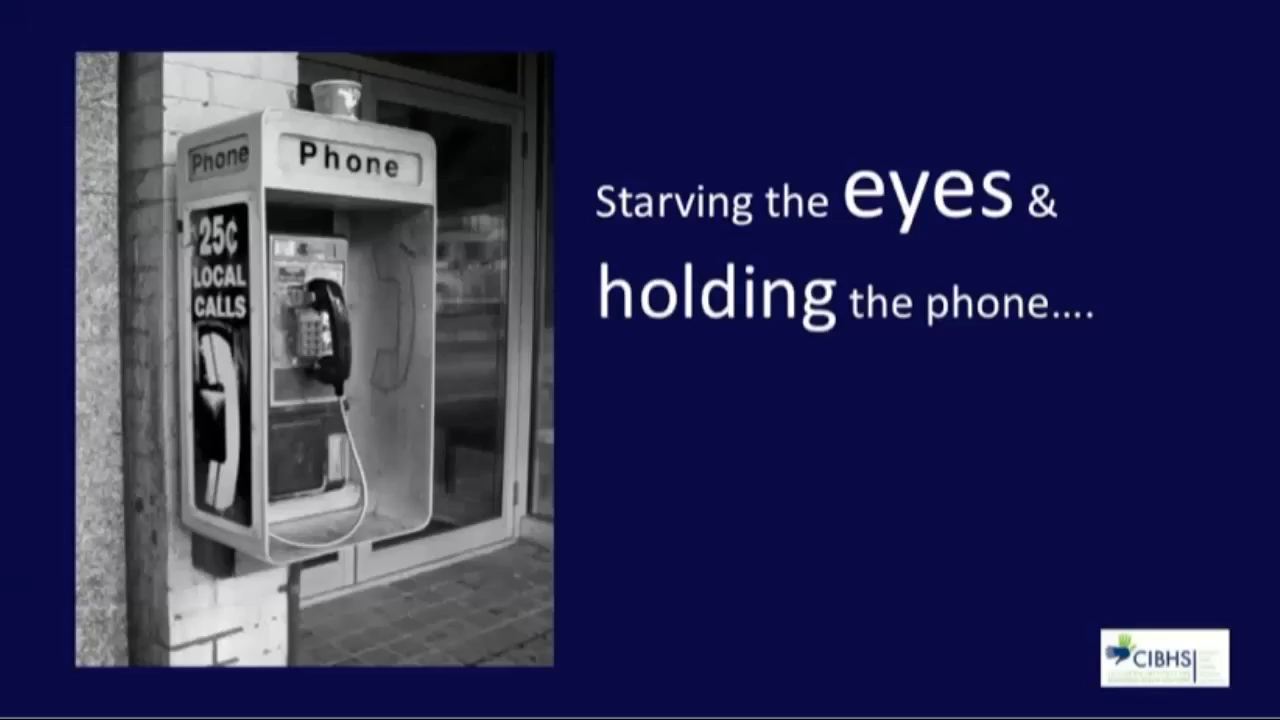 Phone
Phone
25¢
LOCAL
CALLS
Starving the eyes &
holding the phone....
CIBHS